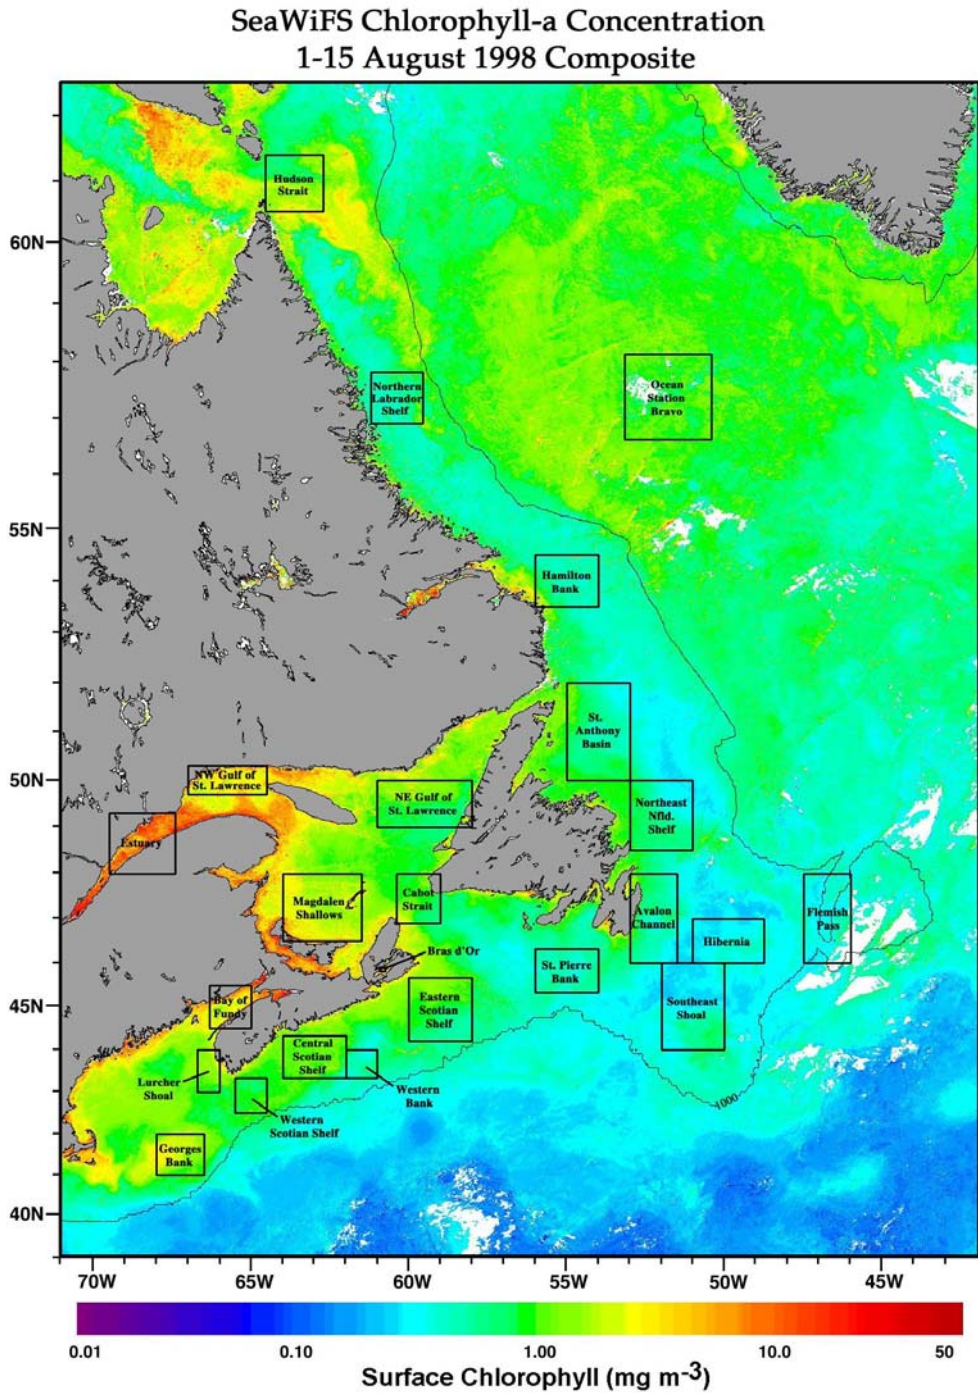 SeaWiFS Chlorophyll-a Concentration
1-15 August 1998 Composite
Hudson
Strait
60N
Northern
Labrador
Shelf
Ocean
Station
Bravo
55N
Hamilton
Bank
St.
Anthony
Basin
50N
NW Gulf of
St. Lawrence
NE Gulf of
St. Lawrence
Northeast
Nfld.
Shelf
Estuary
Magdalen
Shallows
Cabot
Strait
Avalon
Channel
Flemish
Pass
Hibernia
Bras d'Or
St. Pierre
Bank
45N
Bay of
Fundy
Eastern
Scotian
Shelf
Southeast
Shoal
Central
Scotian
Shelf
Lurcher
Shoal
Western
Bank
1000
Western
Scotian Shelf
Georges
Bank
40N
70W 65W 60W 55W 50W 45W
0.01 0.10 1.00 10.0 50
Surface Chlorophyll (mg m-3)